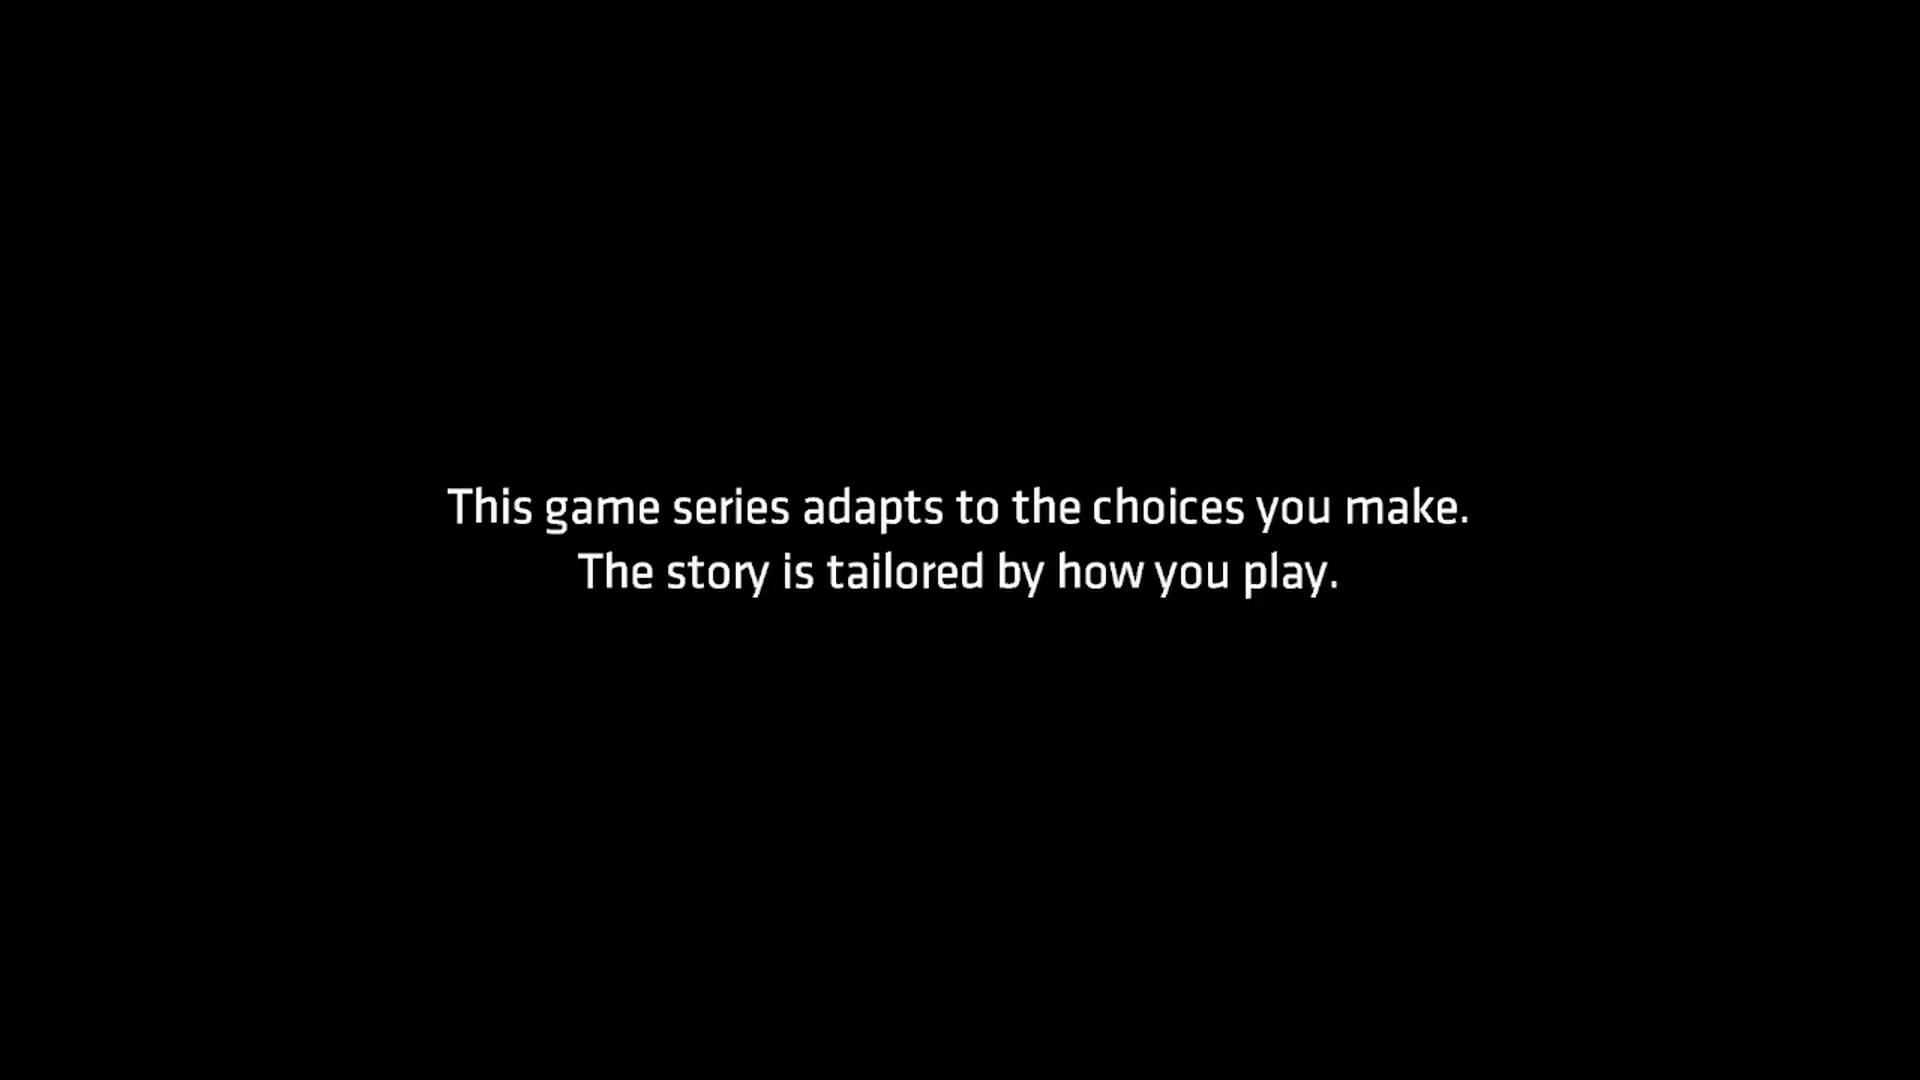 This game series adapts to the choices you make.
The story is tailored by how you play.